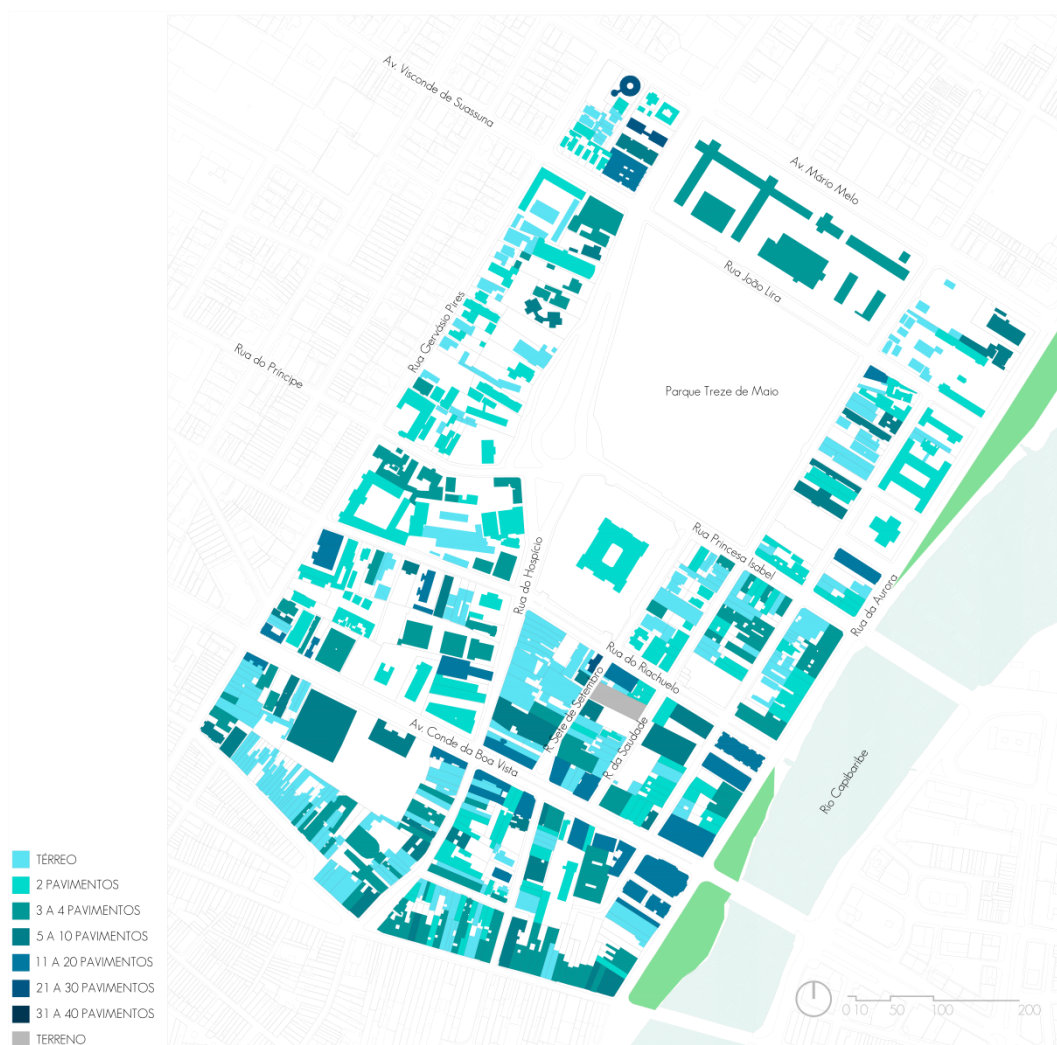 Av. Visconde de Suassuna
Av. Mário Melo
Rua João Lira
Rua Gervásio Pires
Rua do Príncipe
Parque Treze de Maio
Rua Princesa Isabel
Rua do Hospício
Rua da Aurora
Rua do Riachuelo
R. Sete de Setembro
R. da Saudade
Av. Conde da Boa Vista
Rio Capibaribe
TÉRREO
2 PAVIMENTOS
3 A 4 PAVIMENTOS
5 A 10 PAVIMENTOS
11 A 20 PAVIMENTOS
21 A 30 PAVIMENTOS
31 A 40 PAVIMENTOS
TERRENO
0 10 50 100 200